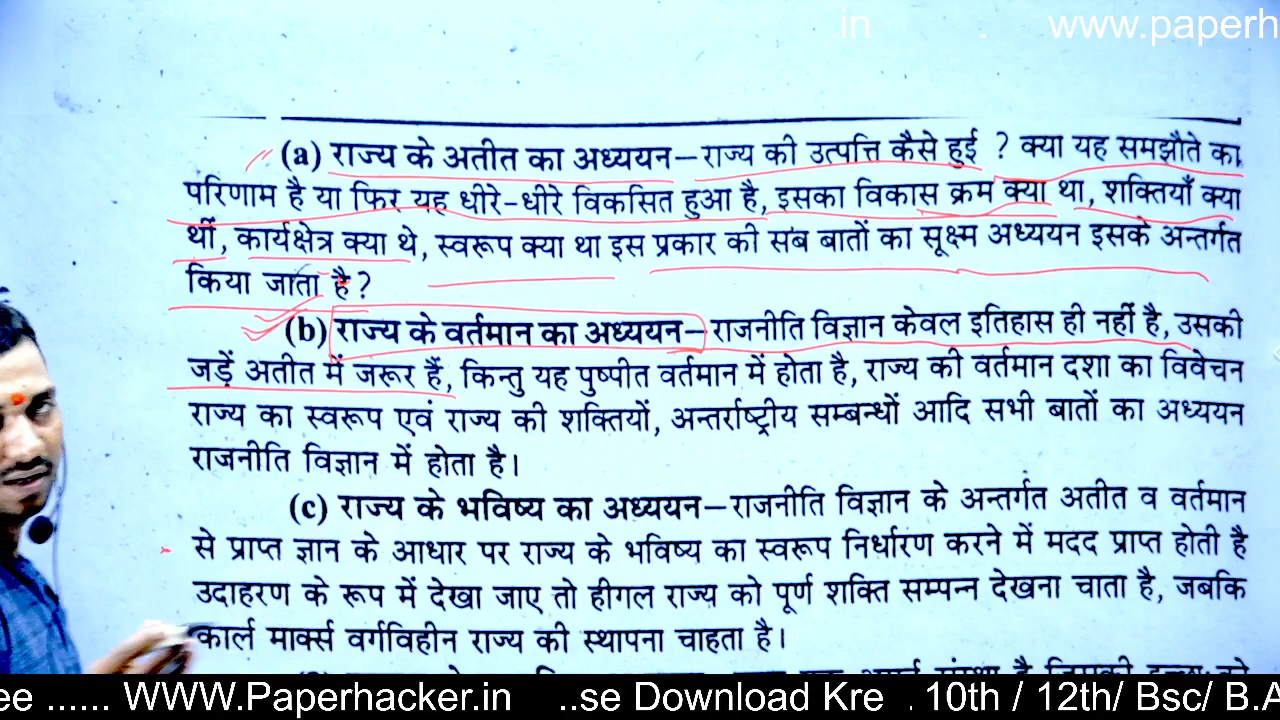 .in . www.paperh
(a) राज्य के अतीत का अध्ययन–राज्य की उत्पत्ति कैसे हुई ? क्या यह समझौते का
परिणाम है या फिर यह धीरे-धीरे विकसित हुआ है, इसका विकास क्रम क्या था, शक्तियाँ क्या
थीं, कार्यक्षेत्र क्या थे, स्वरूप क्या था इस प्रकार की सब बातों का सूक्ष्म अध्ययन इसके अन्तर्गत
किया जाता है?
(b) राज्य के वर्तमान का अध्ययन–राजनीति विज्ञान केवल इतिहास ही नहीं है, उसकी
जड़ें अतीत में जरूर हैं, किन्तु यह पुष्पीत वर्तमान में होता है, राज्य की वर्तमान दशा का विवेचन
राज्य का स्वरूप एवं राज्य की शक्तियों, अन्तर्राष्ट्रीय सम्बन्धों आदि सभी बातों का अध्ययन
राजनीति विज्ञान में होता है।
(c) राज्य के भविष्य का अध्ययन–राजनीति विज्ञान के अन्तर्गत अतीत व वर्तमान
से प्राप्त ज्ञान के आधार पर राज्य के भविष्य का स्वरूप निर्धारण करने में मदद प्राप्त होती है
उदाहरण के रूप में देखा जाए तो हीगल राज्य को पूर्ण शक्ति सम्पन्न देखना चाता है, जबकि
कार्ल मार्क्स वर्गविहीन राज्य की स्थापना चाहता है।
ee ...... WWW.Paperhacker.in ..se Download Kre . 10th / 12th/ Bsc/ B.A